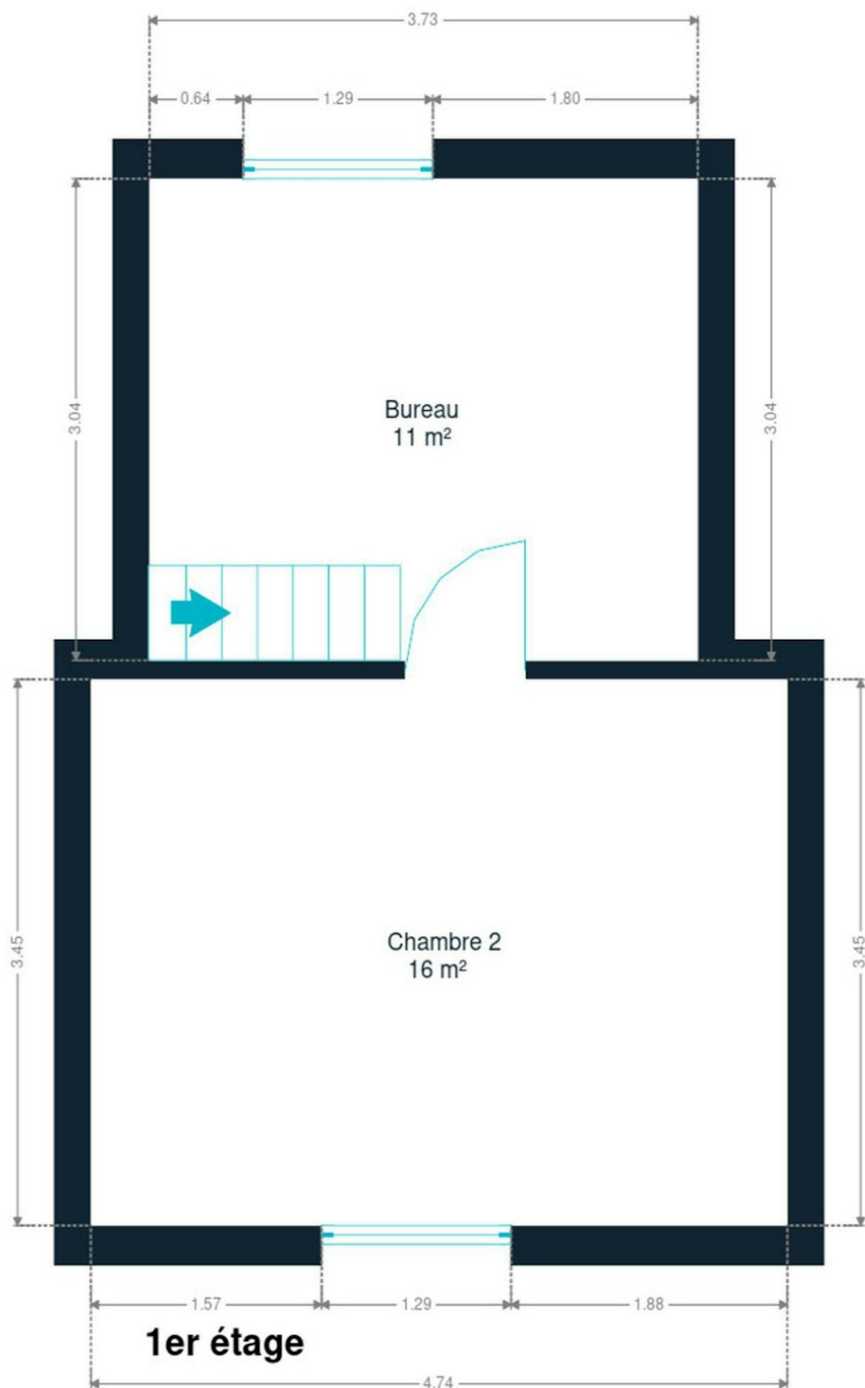 3.73
0.64 1.29 1.80
3.04 3.04
Bureau
11 m²
3.45 3.45
Chambre 2
16 m²
1.57 1.29 1.88
1er étage
4.74